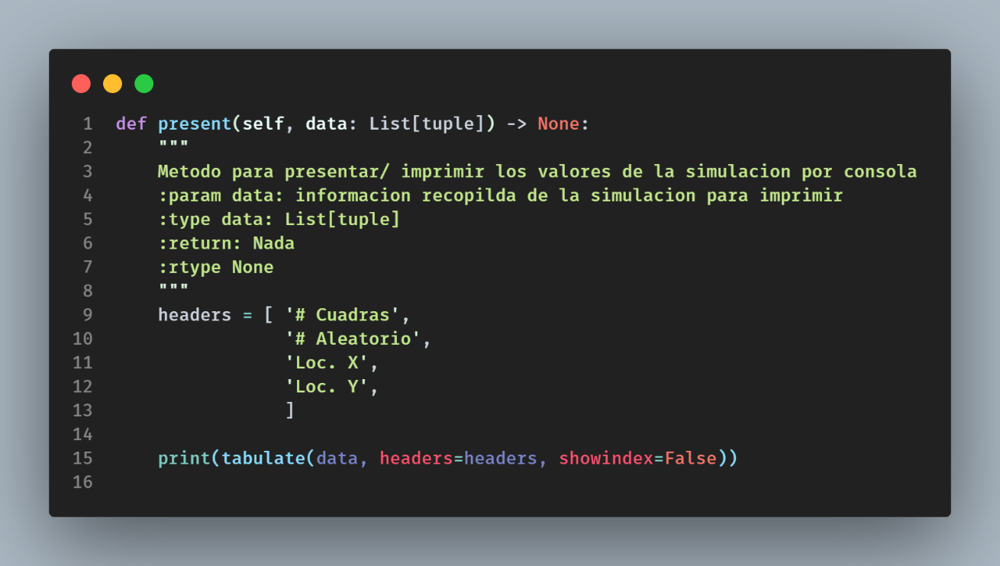 1 def present(self, data: List[tuple]) -> None:
2     """
3     Metodo para presentar/ imprimir los valores de la simulacion por consola
4     :param data: informacion recopilda de la simulacion para imprimir
5     :type data: List[tuple]
6     :return: Nada
7     :rtype None
8     """
9     headers = [ '# Cuadras',
10                 '# Aleatorio',
11                 'Loc. X',
12                 'Loc. Y',
13                 ]
14
15     print(tabulate(data, headers=headers, showindex=False))
16